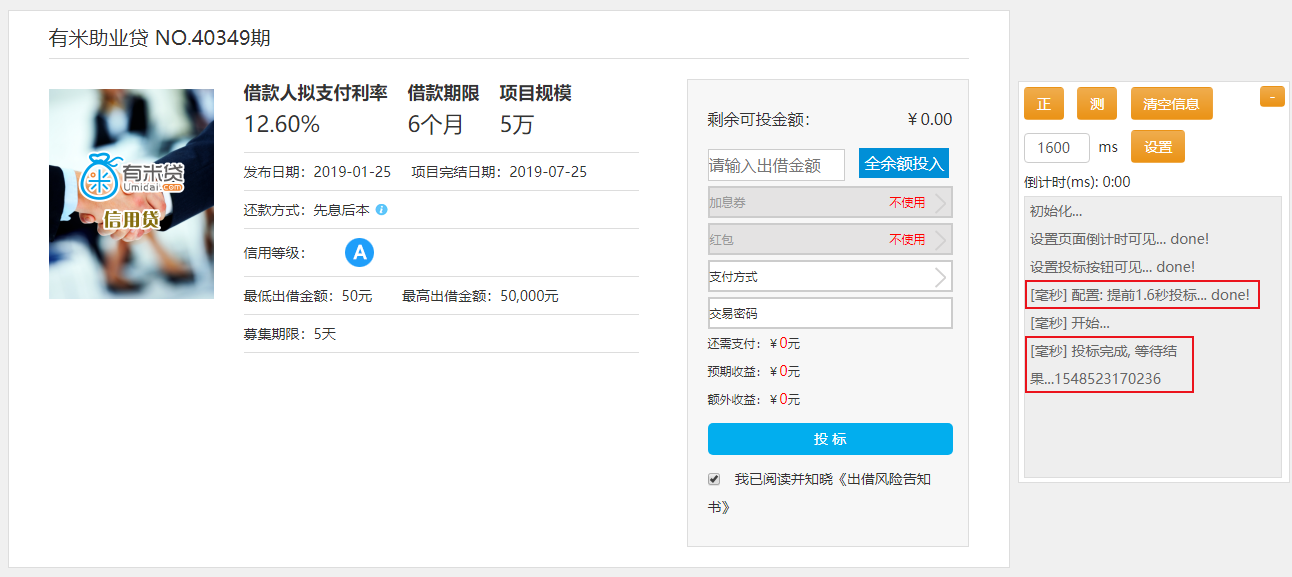 有米助业贷 NO.40349期
有米贷
Umidai.com
信用贷
借款人拟支付利率 借款期限 项目规模
12.60% 6个月 5万
发布日期：2019-01-25 项目完结日期：2019-07-25
还款方式：先息后本 i
信用等级： A
最低出借金额：50元 最高出借金额：50,000元
募集期限：5天
剩余可投金额： ¥0.00
请输入出借金额 全余额投入
加息券 不使用
红包 不使用
支付方式
交易密码
还需支付：¥0元
预期收益：¥0元
额外收益：¥0元
投 标
我已阅读并知晓《出借风险告知
书》
正 测 清空信息 -
1600 ms 设置
倒计时(ms): 0:00
初始化...
设置页面倒计时可见... done!
设置投标按钮可见... done!
[毫秒] 配置: 提前1.6秒投标... done!
[毫秒] 开始...
[毫秒] 投标完成, 等待结
果...1548523170236